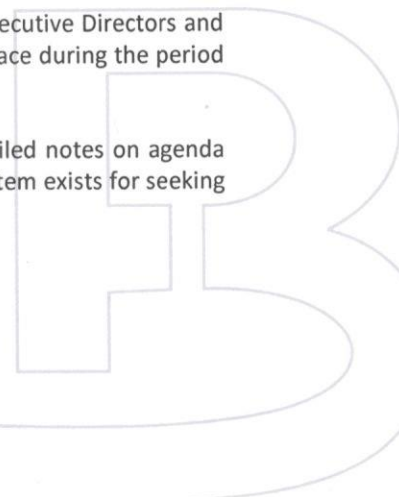 ecutive Directors and
ace during the period
iled notes on agenda
tem exists for seeking